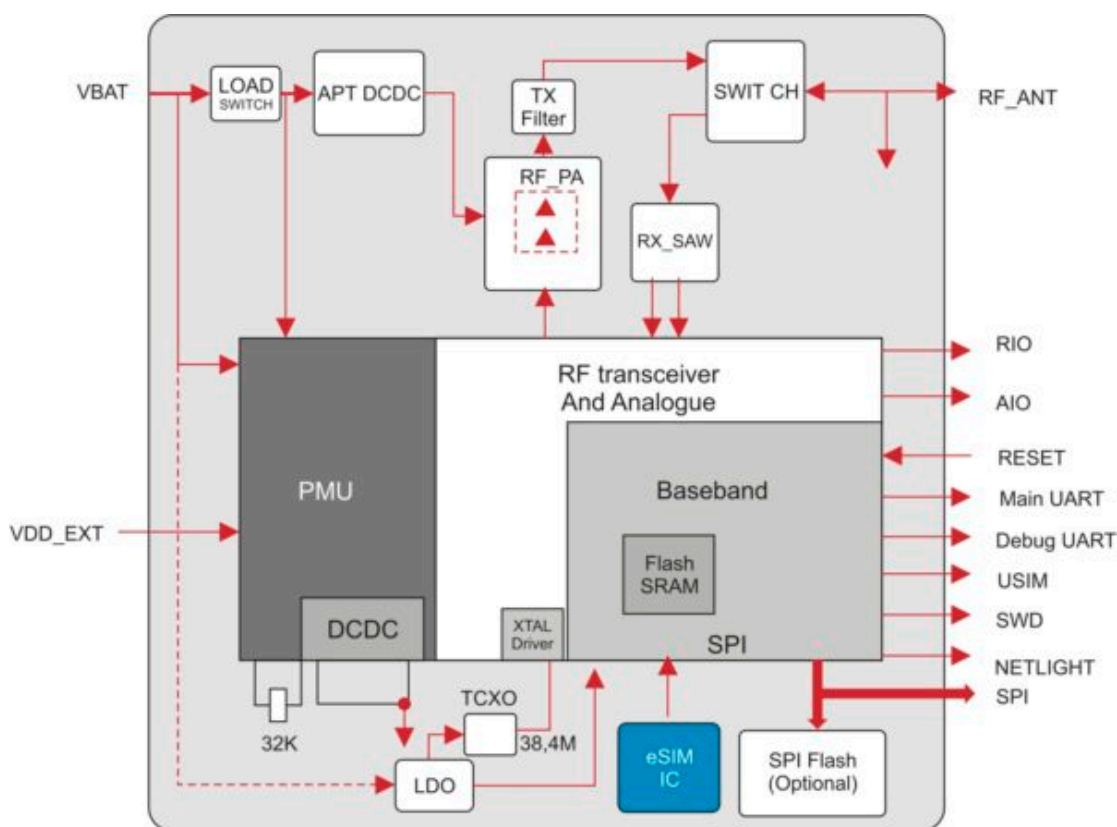 VBAT
LOAD
SWITCH
APT DCDC
TX
Filter
SWIT CH
RF_ANT
RF_PA
RX_SAW
RF transceiver
And Analogue
RIO
AIO
PMU
Baseband
RESET
Main UART
VDD_EXT
Debug UART
Flash
SRAM
USIM
SWD
DCDC
XTAL
Driver
SPI
NETLIGHT
SPI
TCXO
32K
38,4M
LDO
eSIM
IC
SPI Flash
(Optional)